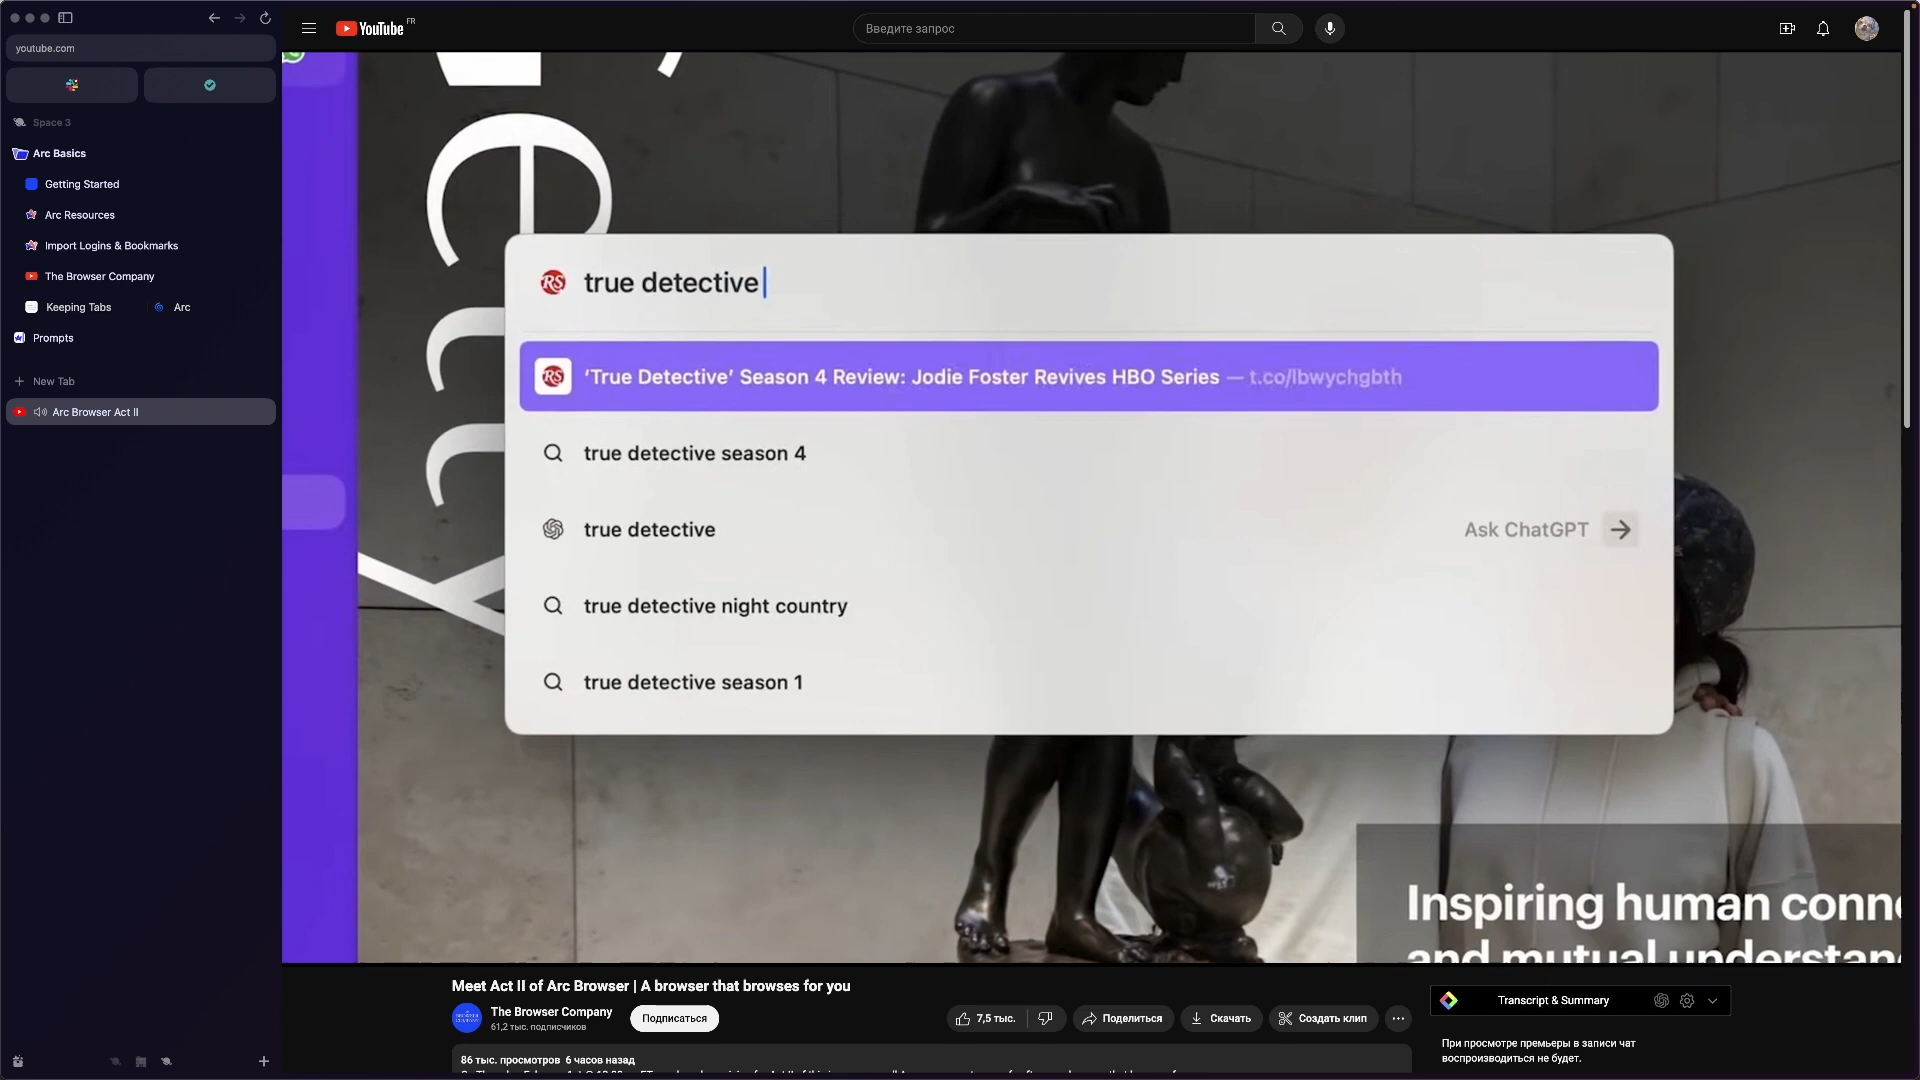 youtube.com
Space 3
Arc Basics
Getting Started
Arc Resources
Import Logins & Bookmarks
The Browser Company
Keeping Tabs
Arc
Prompts
New Tab
Arc Browser Act II
YouTube FR
Введите запрос
RS true detective
RS ‘True Detective’ Season 4 Review: Jodie Foster Revives HBO Series — t.co/lbwychgbth
true detective season 4
true detective
Ask ChatGPT
true detective night country
true detective season 1
Inspiring human conn
and mutual understan
Meet Act II of Arc Browser | A browser that browses for you
The Browser Company
61,2 тыс. подписчиков
Подписаться
7,5 тыс.
Поделиться
Скачать
Создать клип
86 тыс. просмотров 6 часов назад
Transcript & Summary
При просмотре премьеры в записи чат
воспроизводиться не будет.